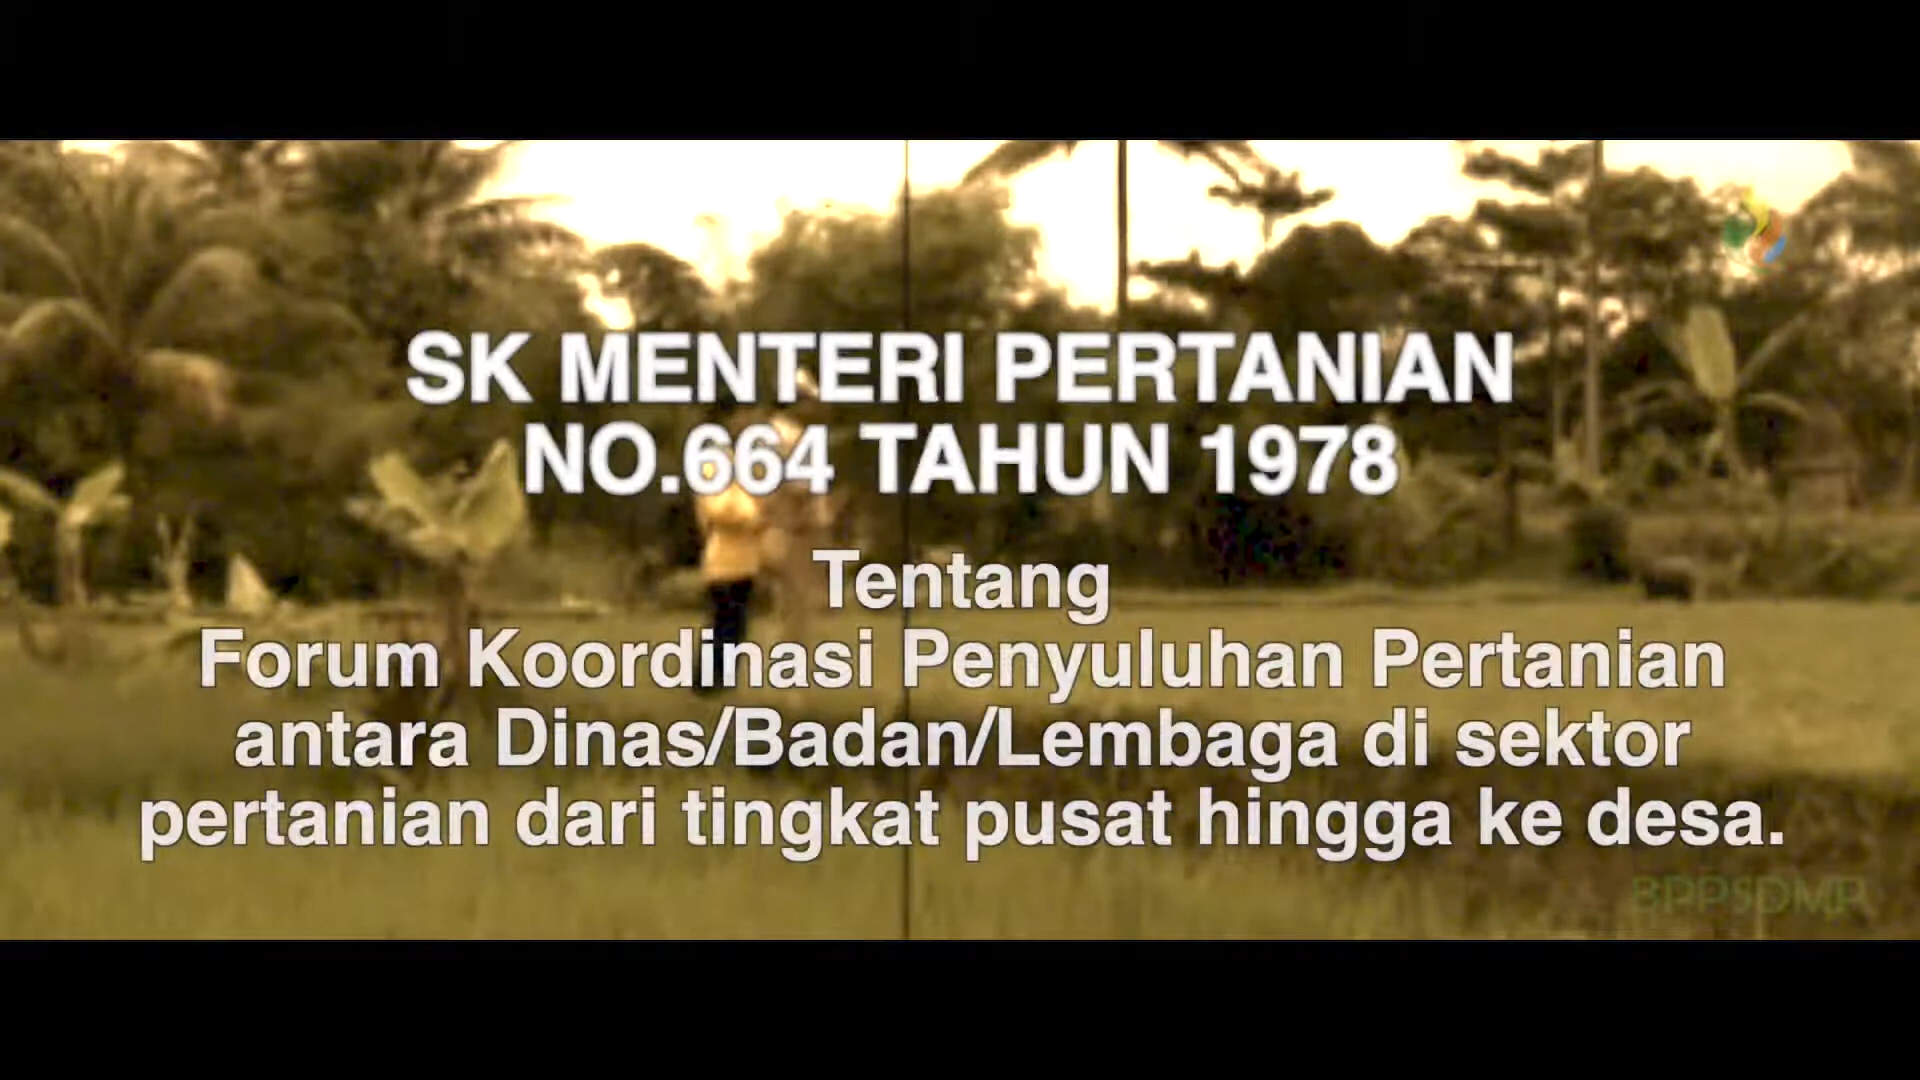 SK MENTERI PERTANIAN
NO.664 TAHUN 1978
Tentang
Forum Koordinasi Penyuluhan Pertanian
antara Dinas/Badan/Lembaga di sektor
pertanian dari tingkat pusat hingga ke desa.
BPPSDMP